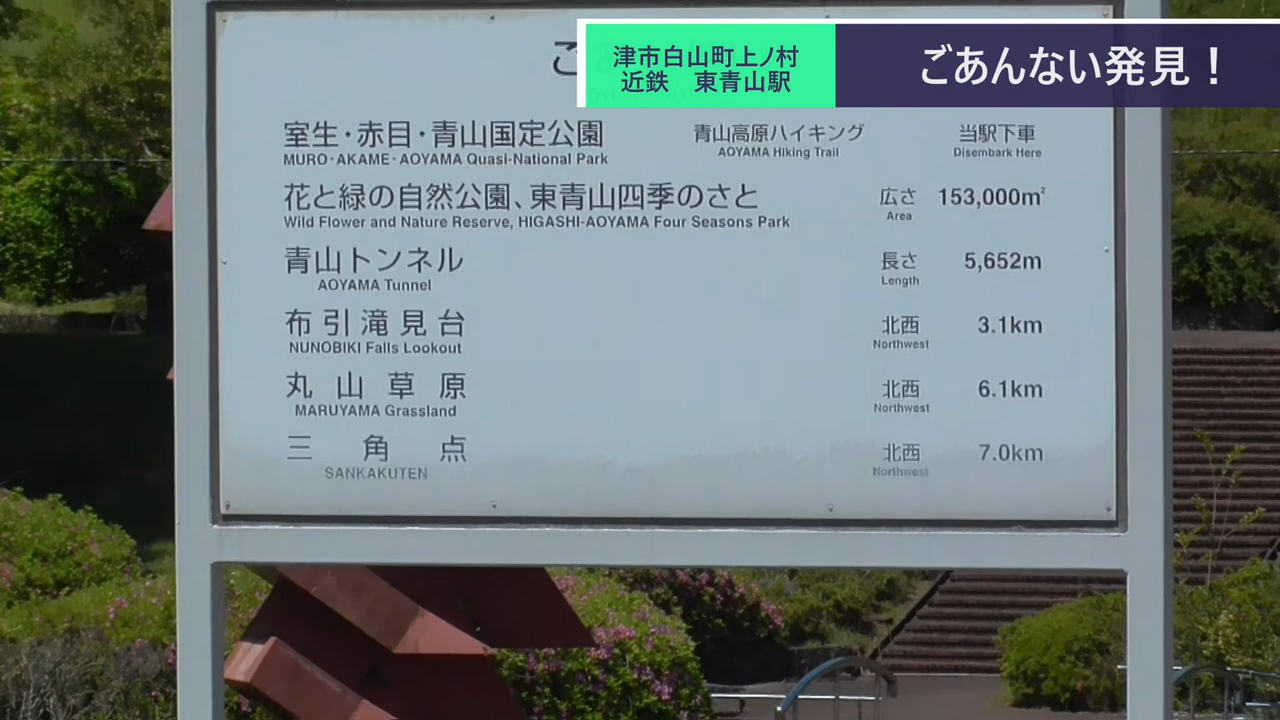 津市白山町上ノ村
近鉄 東青山駅
ごあんない発見！
室生・赤目・青山国定公園 青山高原ハイキング 当駅下車
MURO・AKAME・AOYAMA Quasi-National Park AOYAMA Hiking Trail Disembark Here
花と緑の自然公園、東青山四季のさと 広さ 153,000㎡
Wild Flower and Nature Reserve, HIGASHI-AOYAMA Four Seasons Park Area
青山トンネル 長さ 5,652m
AOYAMA Tunnel Length
布引滝見台 北西 3.1km
NUNOBIKI Falls Lookout Northwest
丸山草原 北西 6.1km
MARUYAMA Grassland Northwest
三角点 北西 7.0km
SANKAKUTEN Northwest